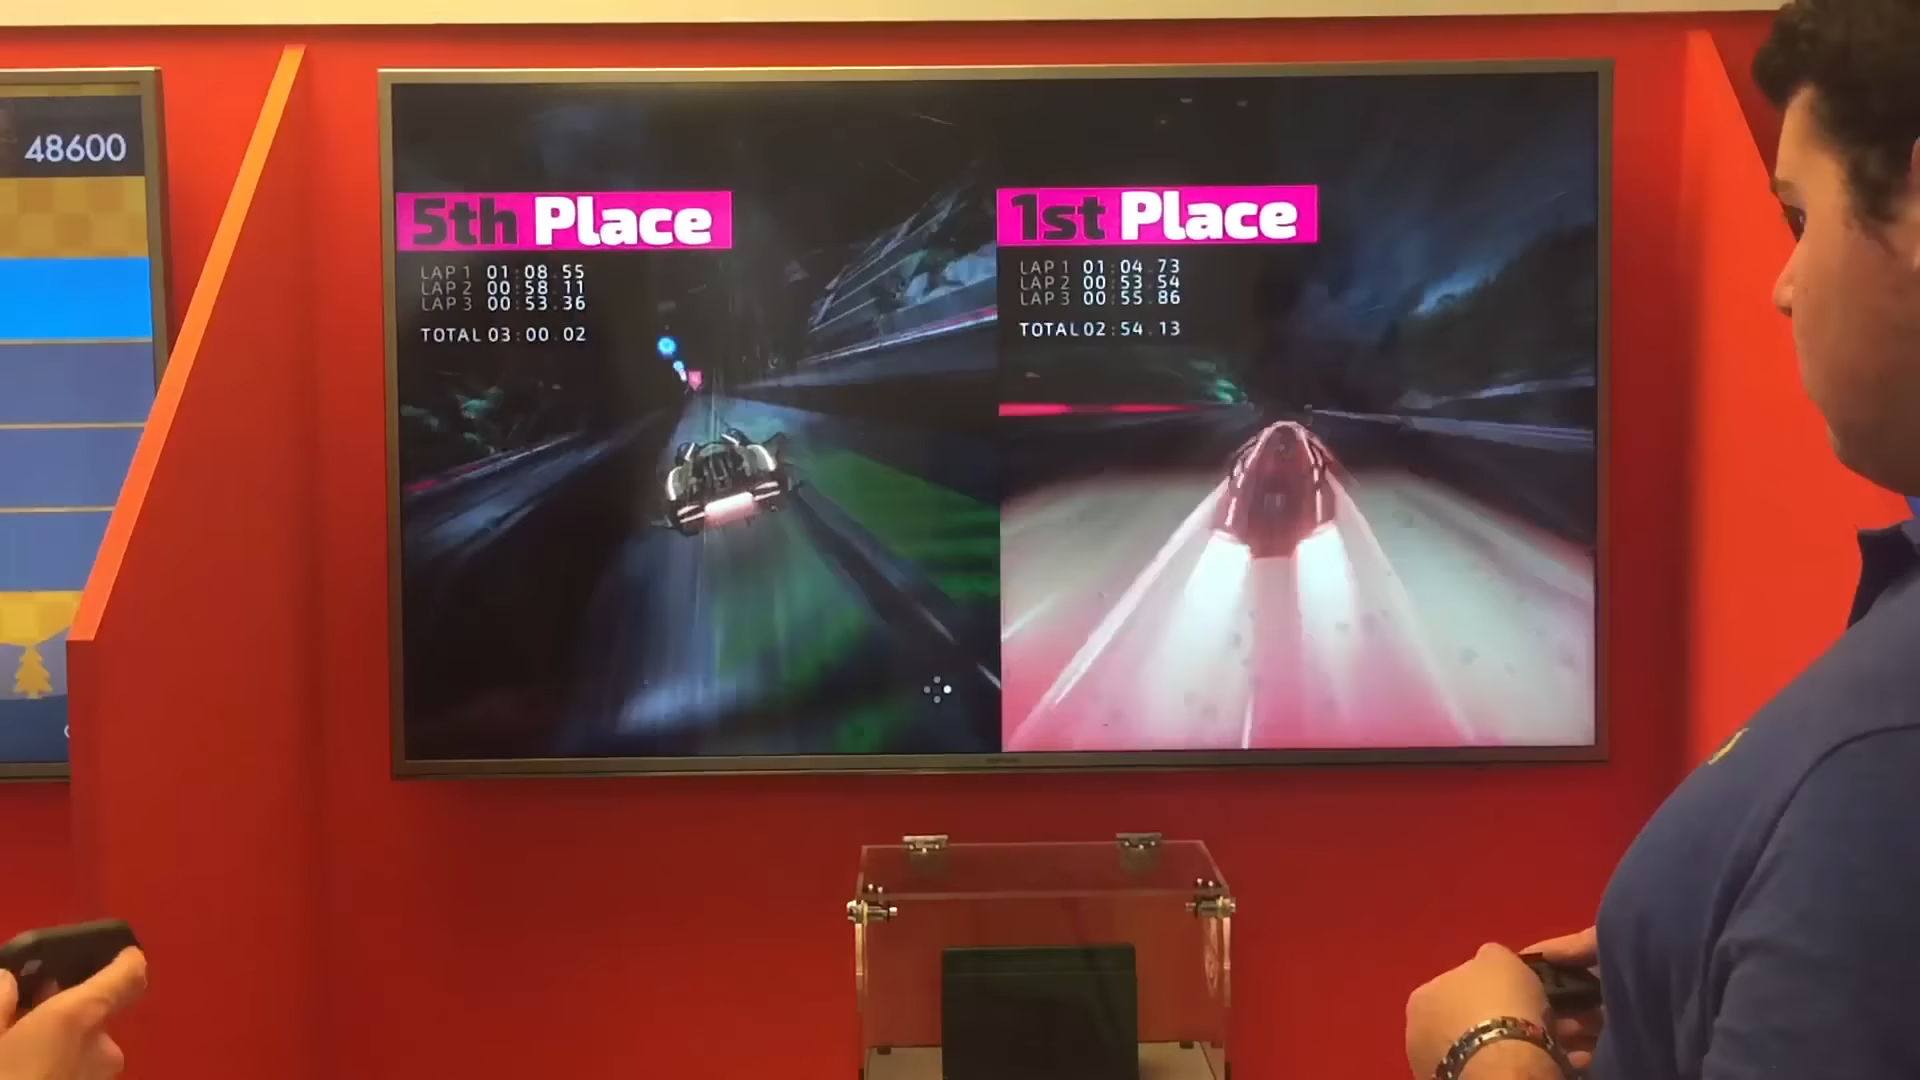 48600
5th Place
LAP 1 01:08.55
LAP 2 00:58.11
LAP 3 00:53.36
TOTAL 03:00.02
1st Place
LAP 1 01:04.73
LAP 2 00:53.54
LAP 3 00:55.86
TOTAL 02:54.13